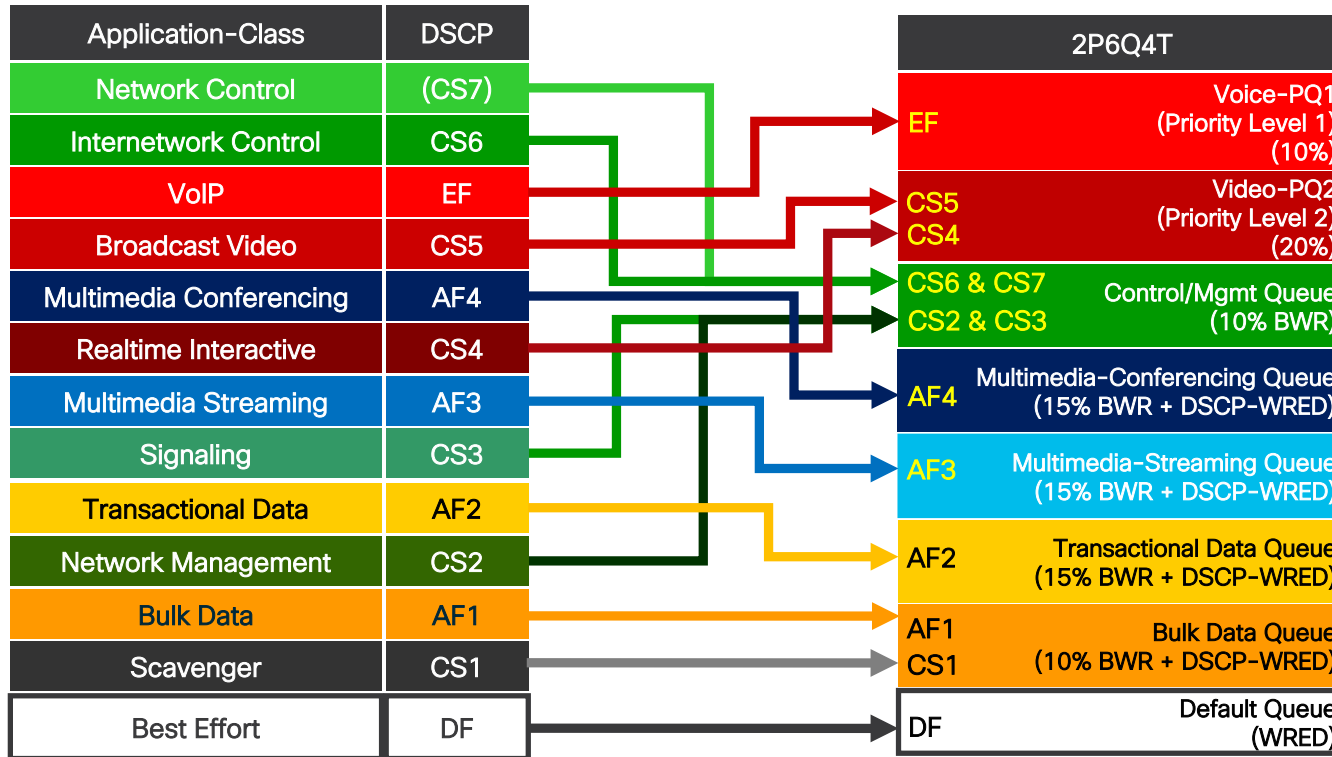 Application-Class DSCP
Network Control (CS7)
Internetwork Control CS6
VoIP EF
Broadcast Video CS5
Multimedia Conferencing AF4
Realtime Interactive CS4
Multimedia Streaming AF3
Signaling CS3
Transactional Data AF2
Network Management CS2
Bulk Data AF1
Scavenger CS1
Best Effort DF
2P6Q4T
EF
Voice-PQ1
(Priority Level 1)
(10%)
CS5
CS4
Video-PQ2
(Priority Level 2)
(20%)
CS6 & CS7
CS2 & CS3
Control/Mgmt Queue
(10% BWR)
AF4
Multimedia-Conferencing Queue
(15% BWR + DSCP-WRED)
AF3
Multimedia-Streaming Queue
(15% BWR + DSCP-WRED)
AF2
Transactional Data Queue
(15% BWR + DSCP-WRED)
AF1
CS1
Bulk Data Queue
(10% BWR + DSCP-WRED)
DF
Default Queue
(WRED)